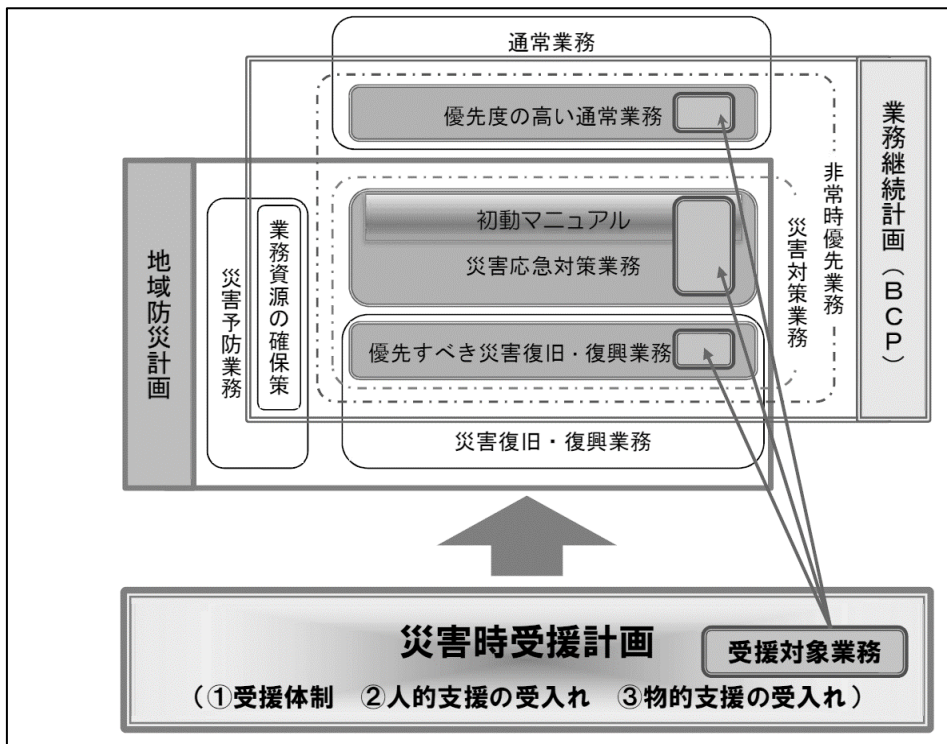 通常業務
優先度の高い通常業務
業務継続計画（ＢＣＰ）
非常時優先業務
災害対策業務
地域防災計画
災害予防業務
業務資源の確保策
初動マニュアル
災害応急対策業務
優先すべき災害復旧・復興業務
災害復旧・復興業務
災害時受援計画
受援対象業務
（①受援体制　②人的支援の受入れ　③物的支援の受入れ）